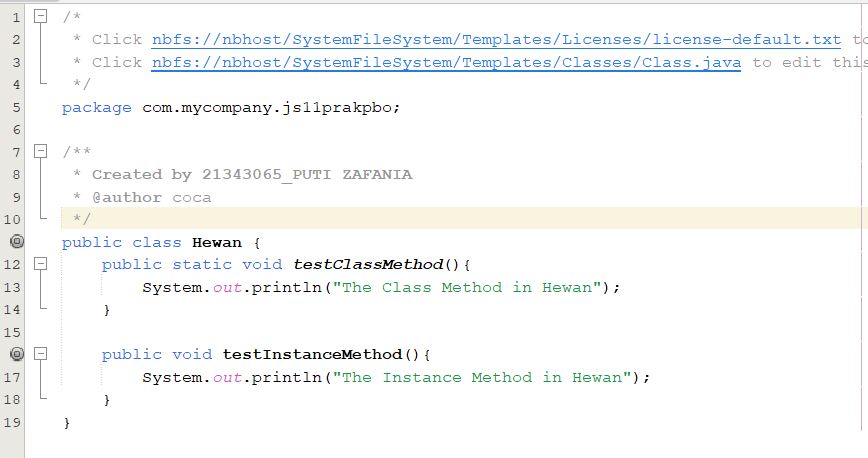 1 /*
2 * Click nbfs://nbhost/SystemFileSystem/Templates/Licenses/license-default.txt to
3 * Click nbfs://nbhost/SystemFileSystem/Templates/Classes/Class.java to edit this
4 */
5 package com.mycompany.js11prakpbo;
6
7 /**
8 * Created by 21343065_PUTI ZAFANIA
9 * @author coca
10 */
public class Hewan {
12 public static void testClassMethod(){
13 System.out.println("The Class Method in Hewan");
14 }
15
public void testInstanceMethod(){
17 System.out.println("The Instance Method in Hewan");
18 }
19 }